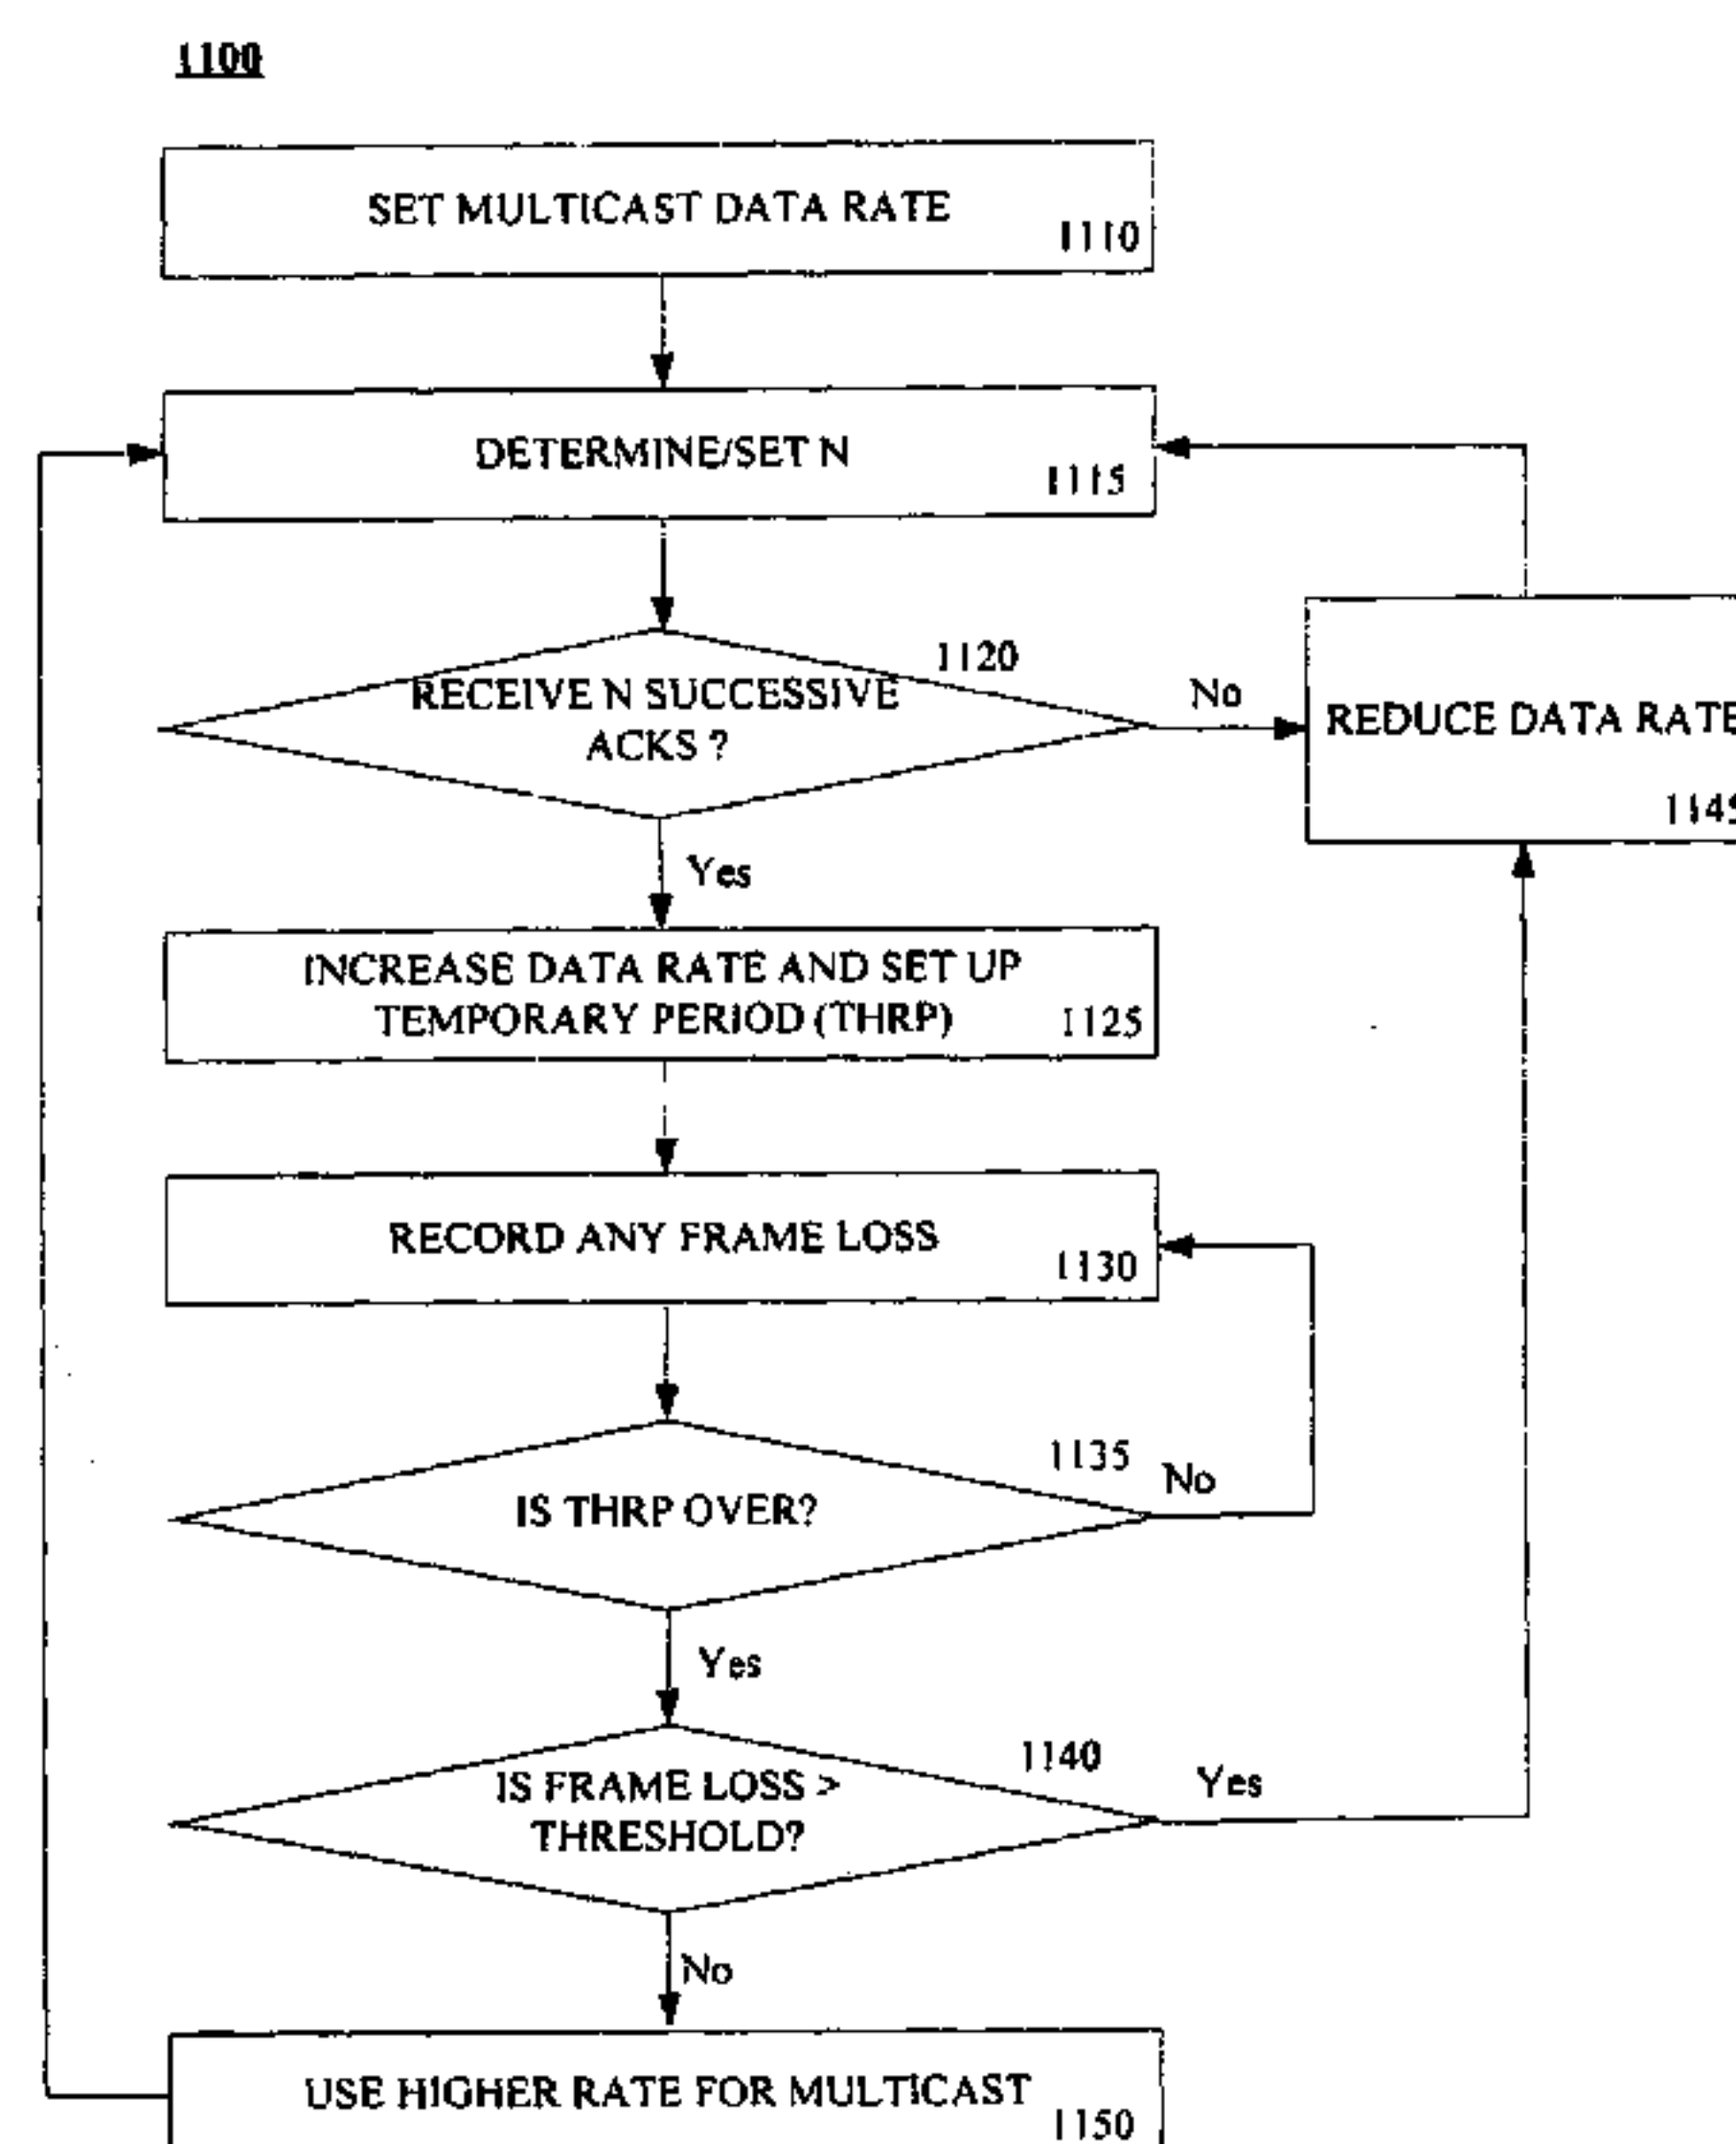 1100
SET MULTICAST DATA RATE
1110
DETERMINE/SET N
1115
1120
RECEIVE N SUCCESSIVE
ACKS ?
No
REDUCE DATA RATE
1145
Yes
INCREASE DATA RATE AND SET UP
TEMPORARY PERIOD (THRP)
1125
RECORD ANY FRAME LOSS
1130
1135
No
IS THRP OVER?
Yes
1140
IS FRAME LOSS >
THRESHOLD?
Yes
No
USE HIGHER RATE FOR MULTICAST
1150